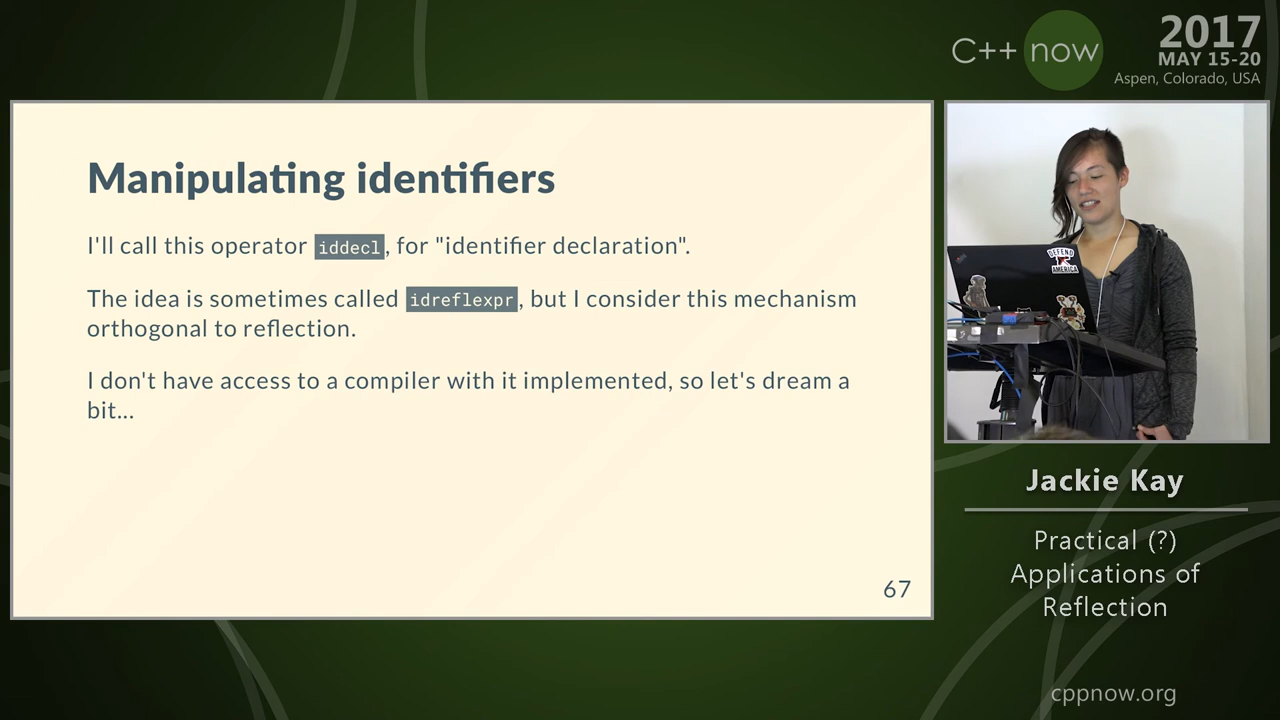 C++ now
2017
MAY 15-20
Aspen, Colorado, USA
Manipulating identifiers
I'll call this operator iddecl, for "identifier declaration".
The idea is sometimes called idreflexpr, but I consider this mechanism
orthogonal to reflection.
I don't have access to a compiler with it implemented, so let's dream a
bit...
67
DEFEND
AMERICA
Jackie Kay
Practical (?)
Applications of
Reflection
cppnow.org